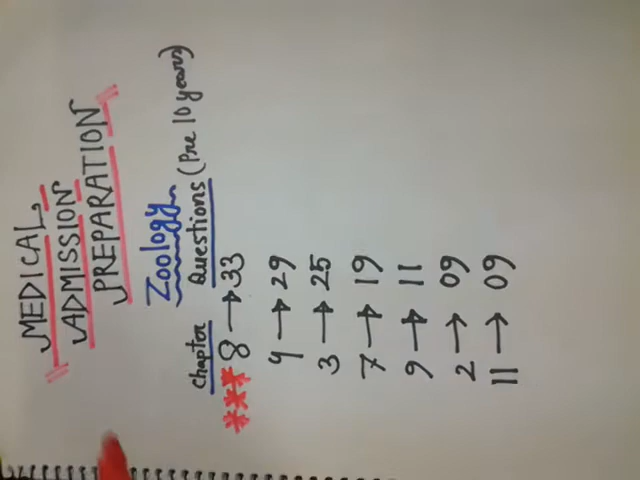 MEDICAL
ADMISSION
PREPARATION
Zoology
Chapter Questions (Pre 10 years)
*** 8 → 33
4 → 29
3 → 25
7 → 19
9 → 11
2 → 09
11 → 09